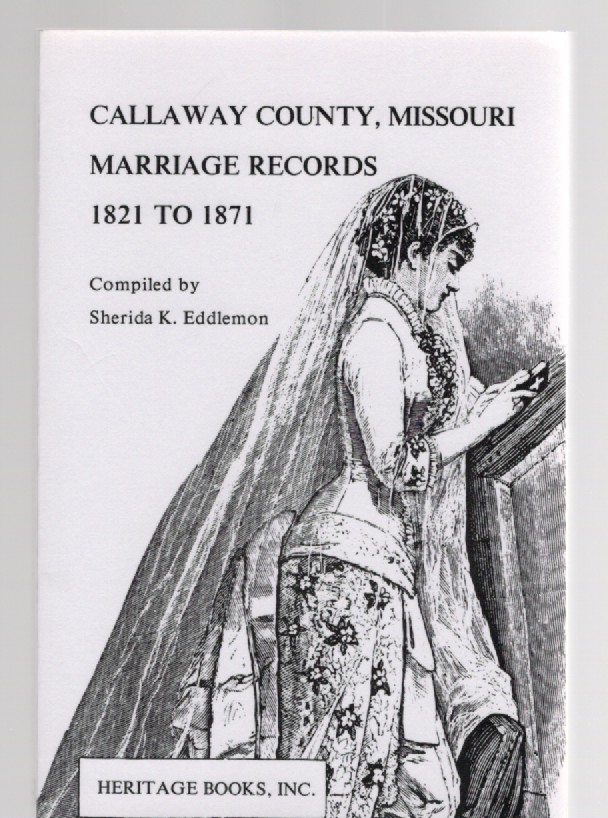 CALLAWAY COUNTY, MISSOURI
MARRIAGE RECORDS
1821 TO 1871
Compiled by
Sherida K. Eddlemon
HERITAGE BOOKS, INC.